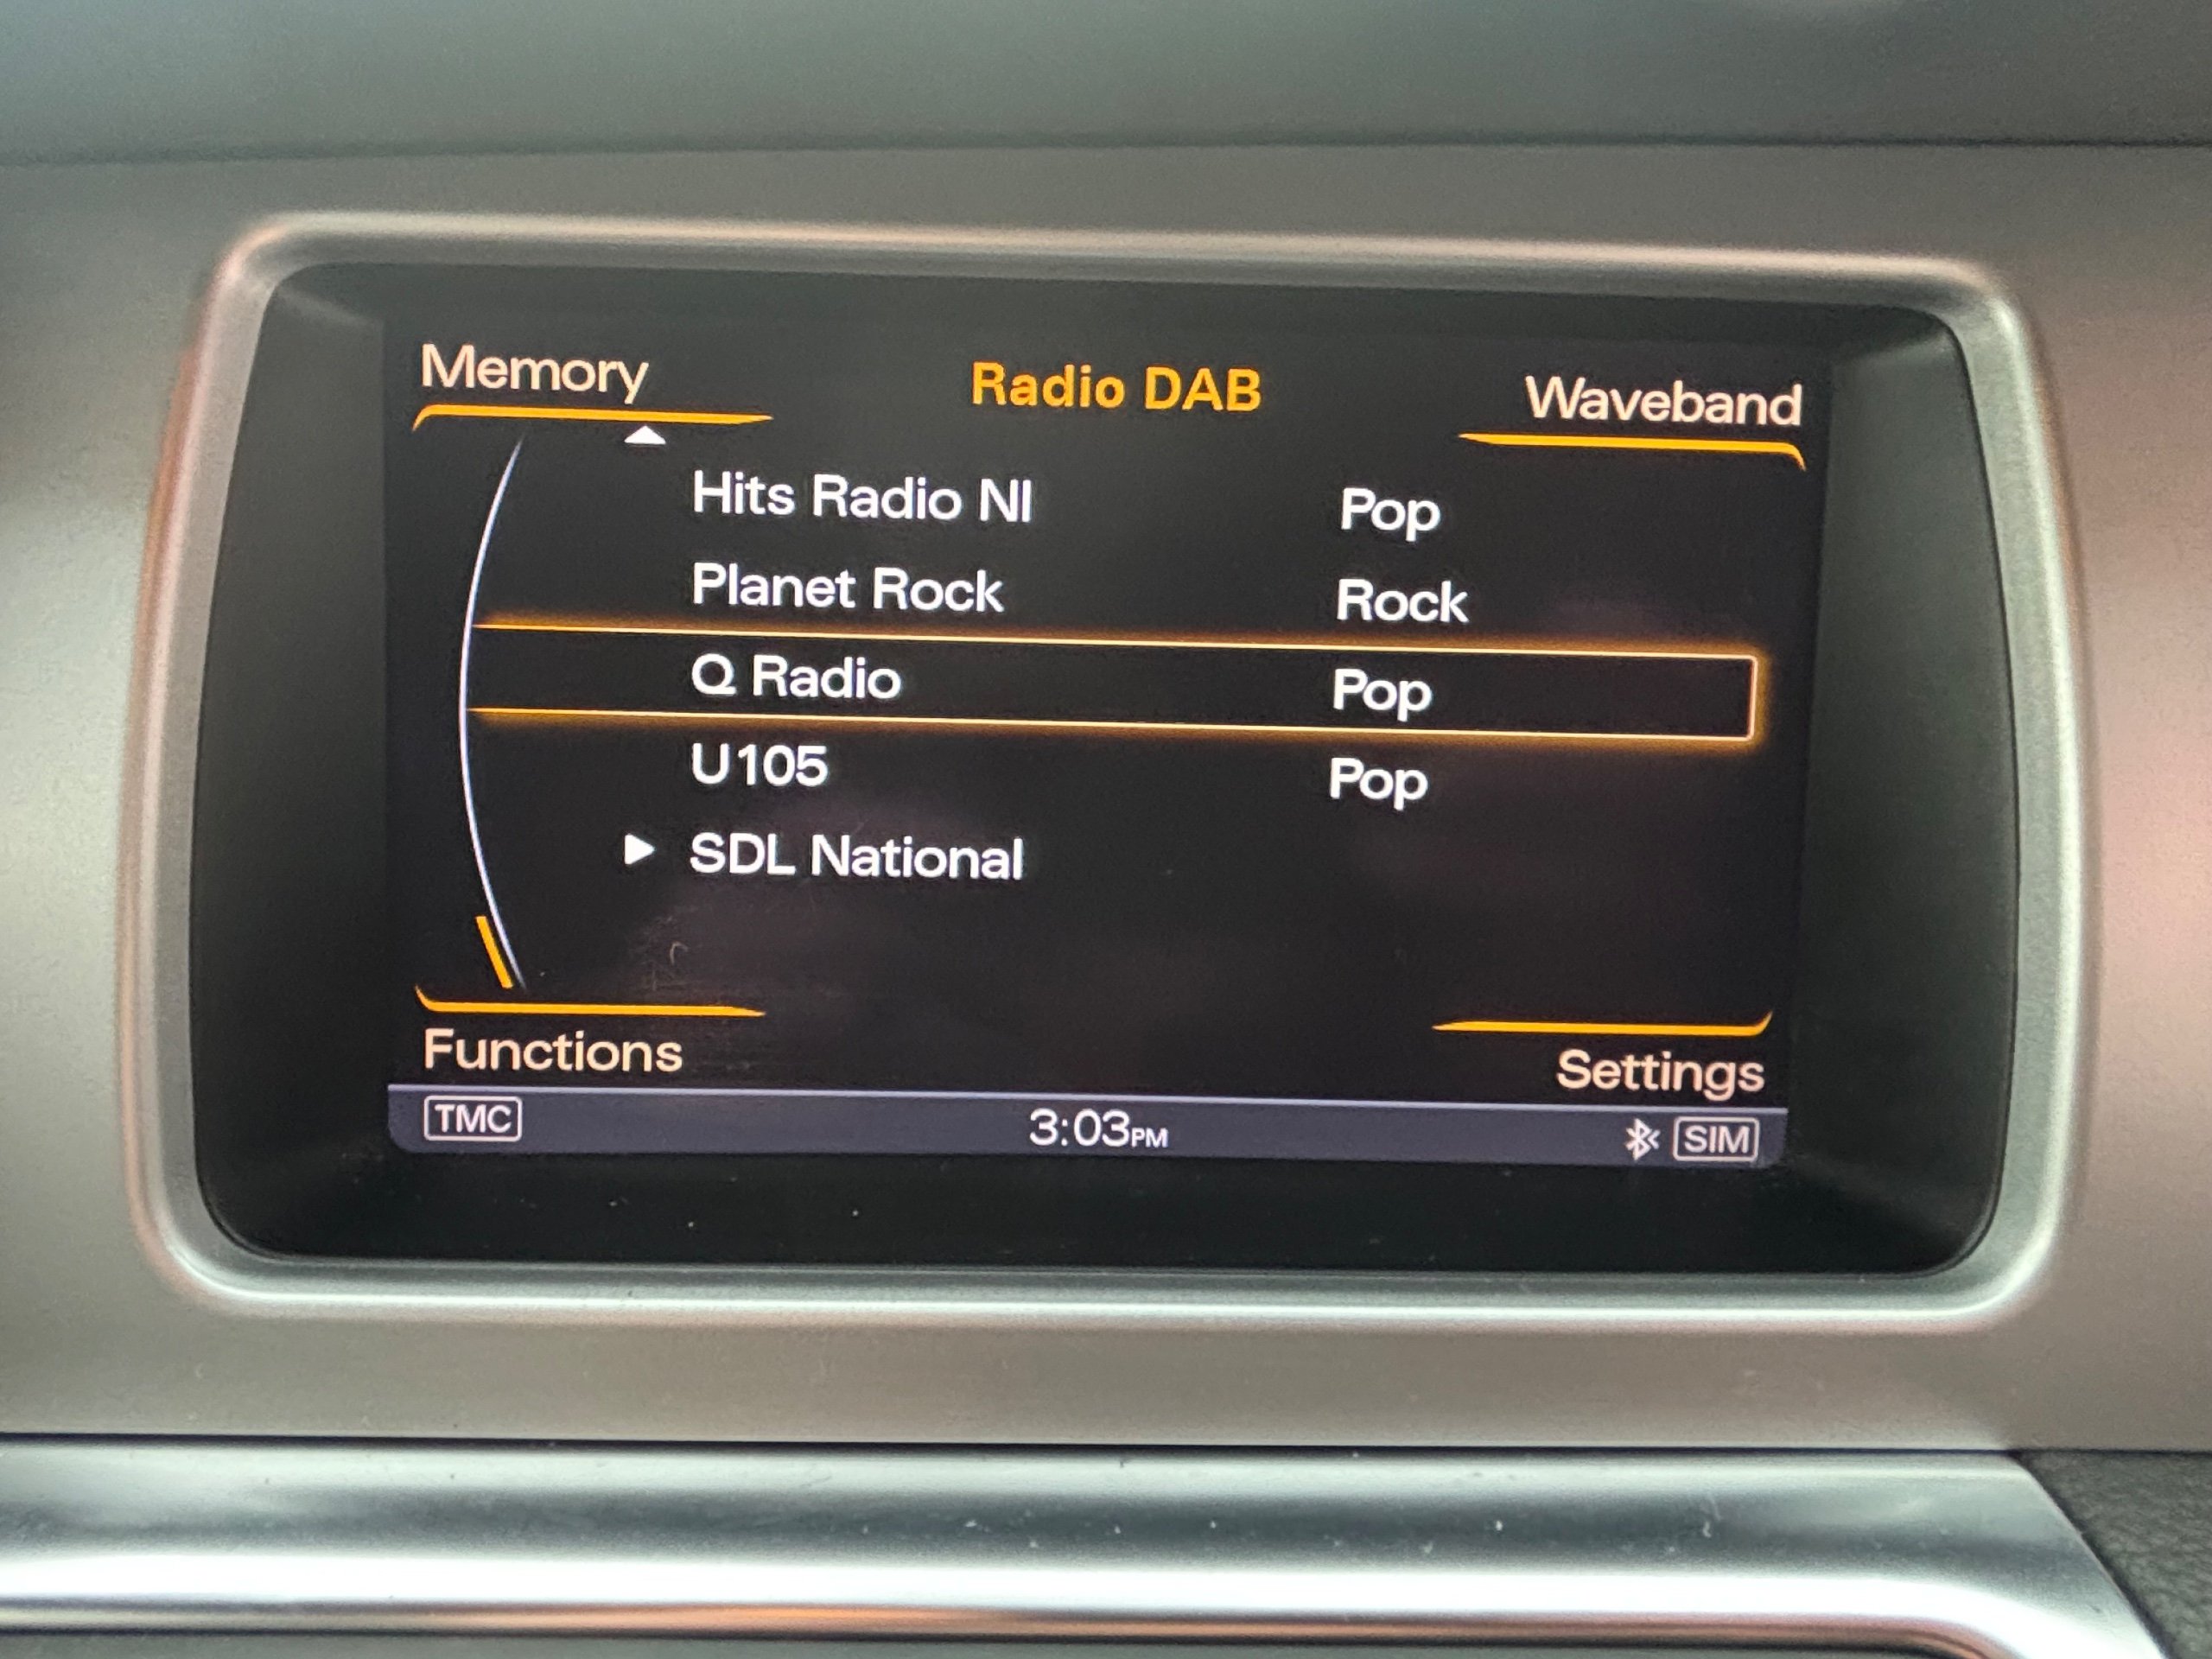 Memory Radio DAB Waveband
Hits Radio NI Pop
Planet Rock Rock
Q Radio Pop
U105 Pop
SDL National
Functions Settings
TMC 3:03PM SIM